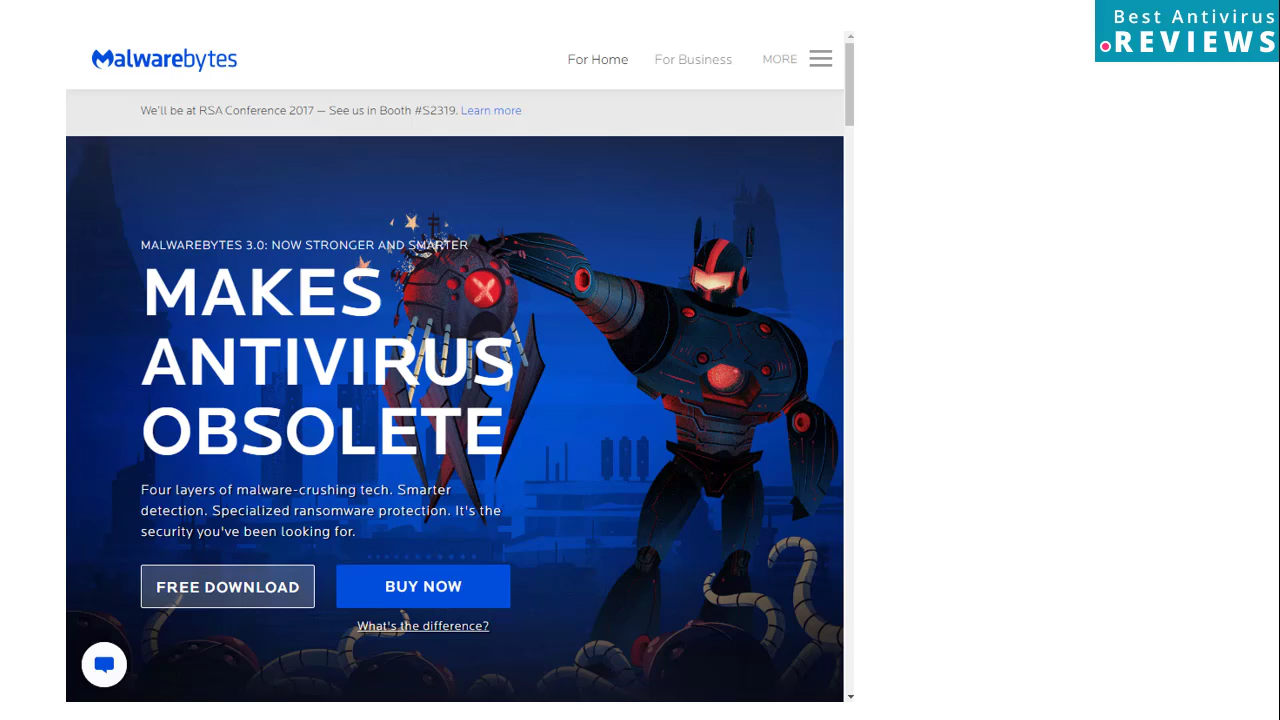 Best Antivirus
REVIEWS
Malwarebytes
For Home
For Business
MORE
We'll be at RSA Conference 2017 — See us in Booth #S2319. Learn more
MALWAREBYTES 3.0: NOW STRONGER AND SMARTER
MAKES
ANTIVIRUS
OBSOLETE
Four layers of malware-crushing tech. Smarter
detection. Specialized ransomware protection. It's the
security you've been looking for.
FREE DOWNLOAD
BUY NOW
What's the difference?